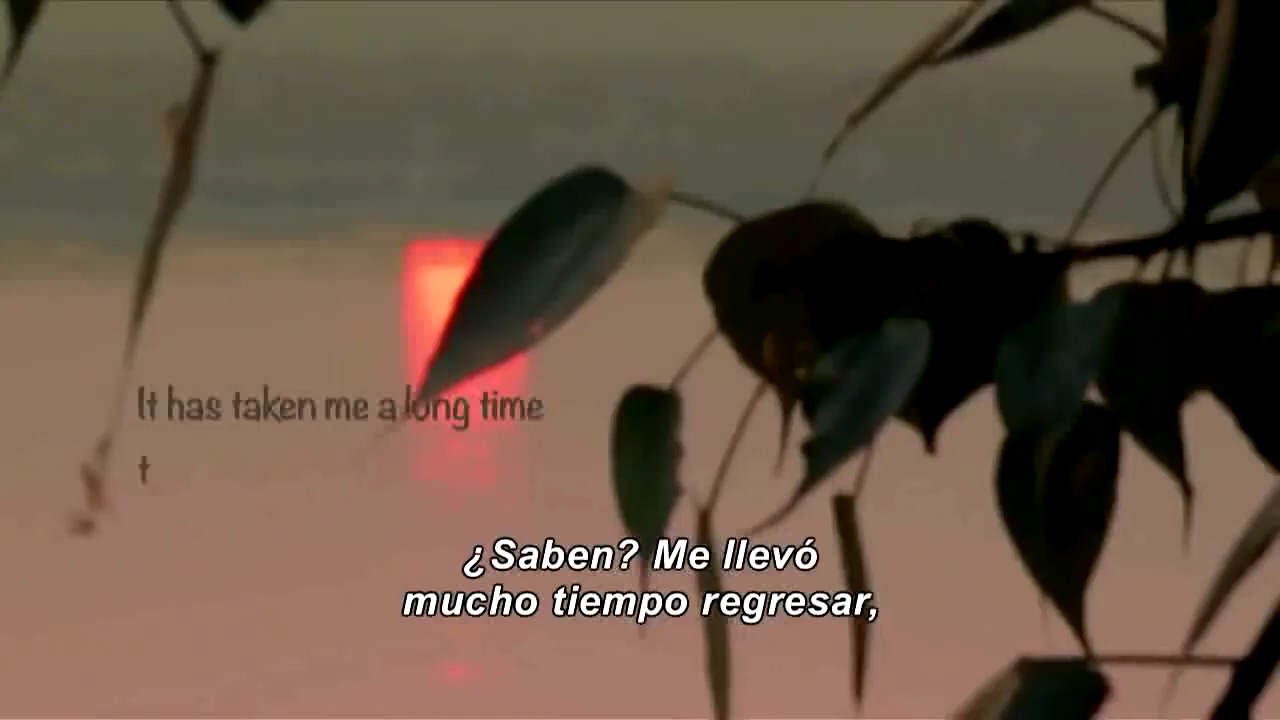 It has taken me a long time
t
¿Saben? Me llevó
mucho tiempo regresar,